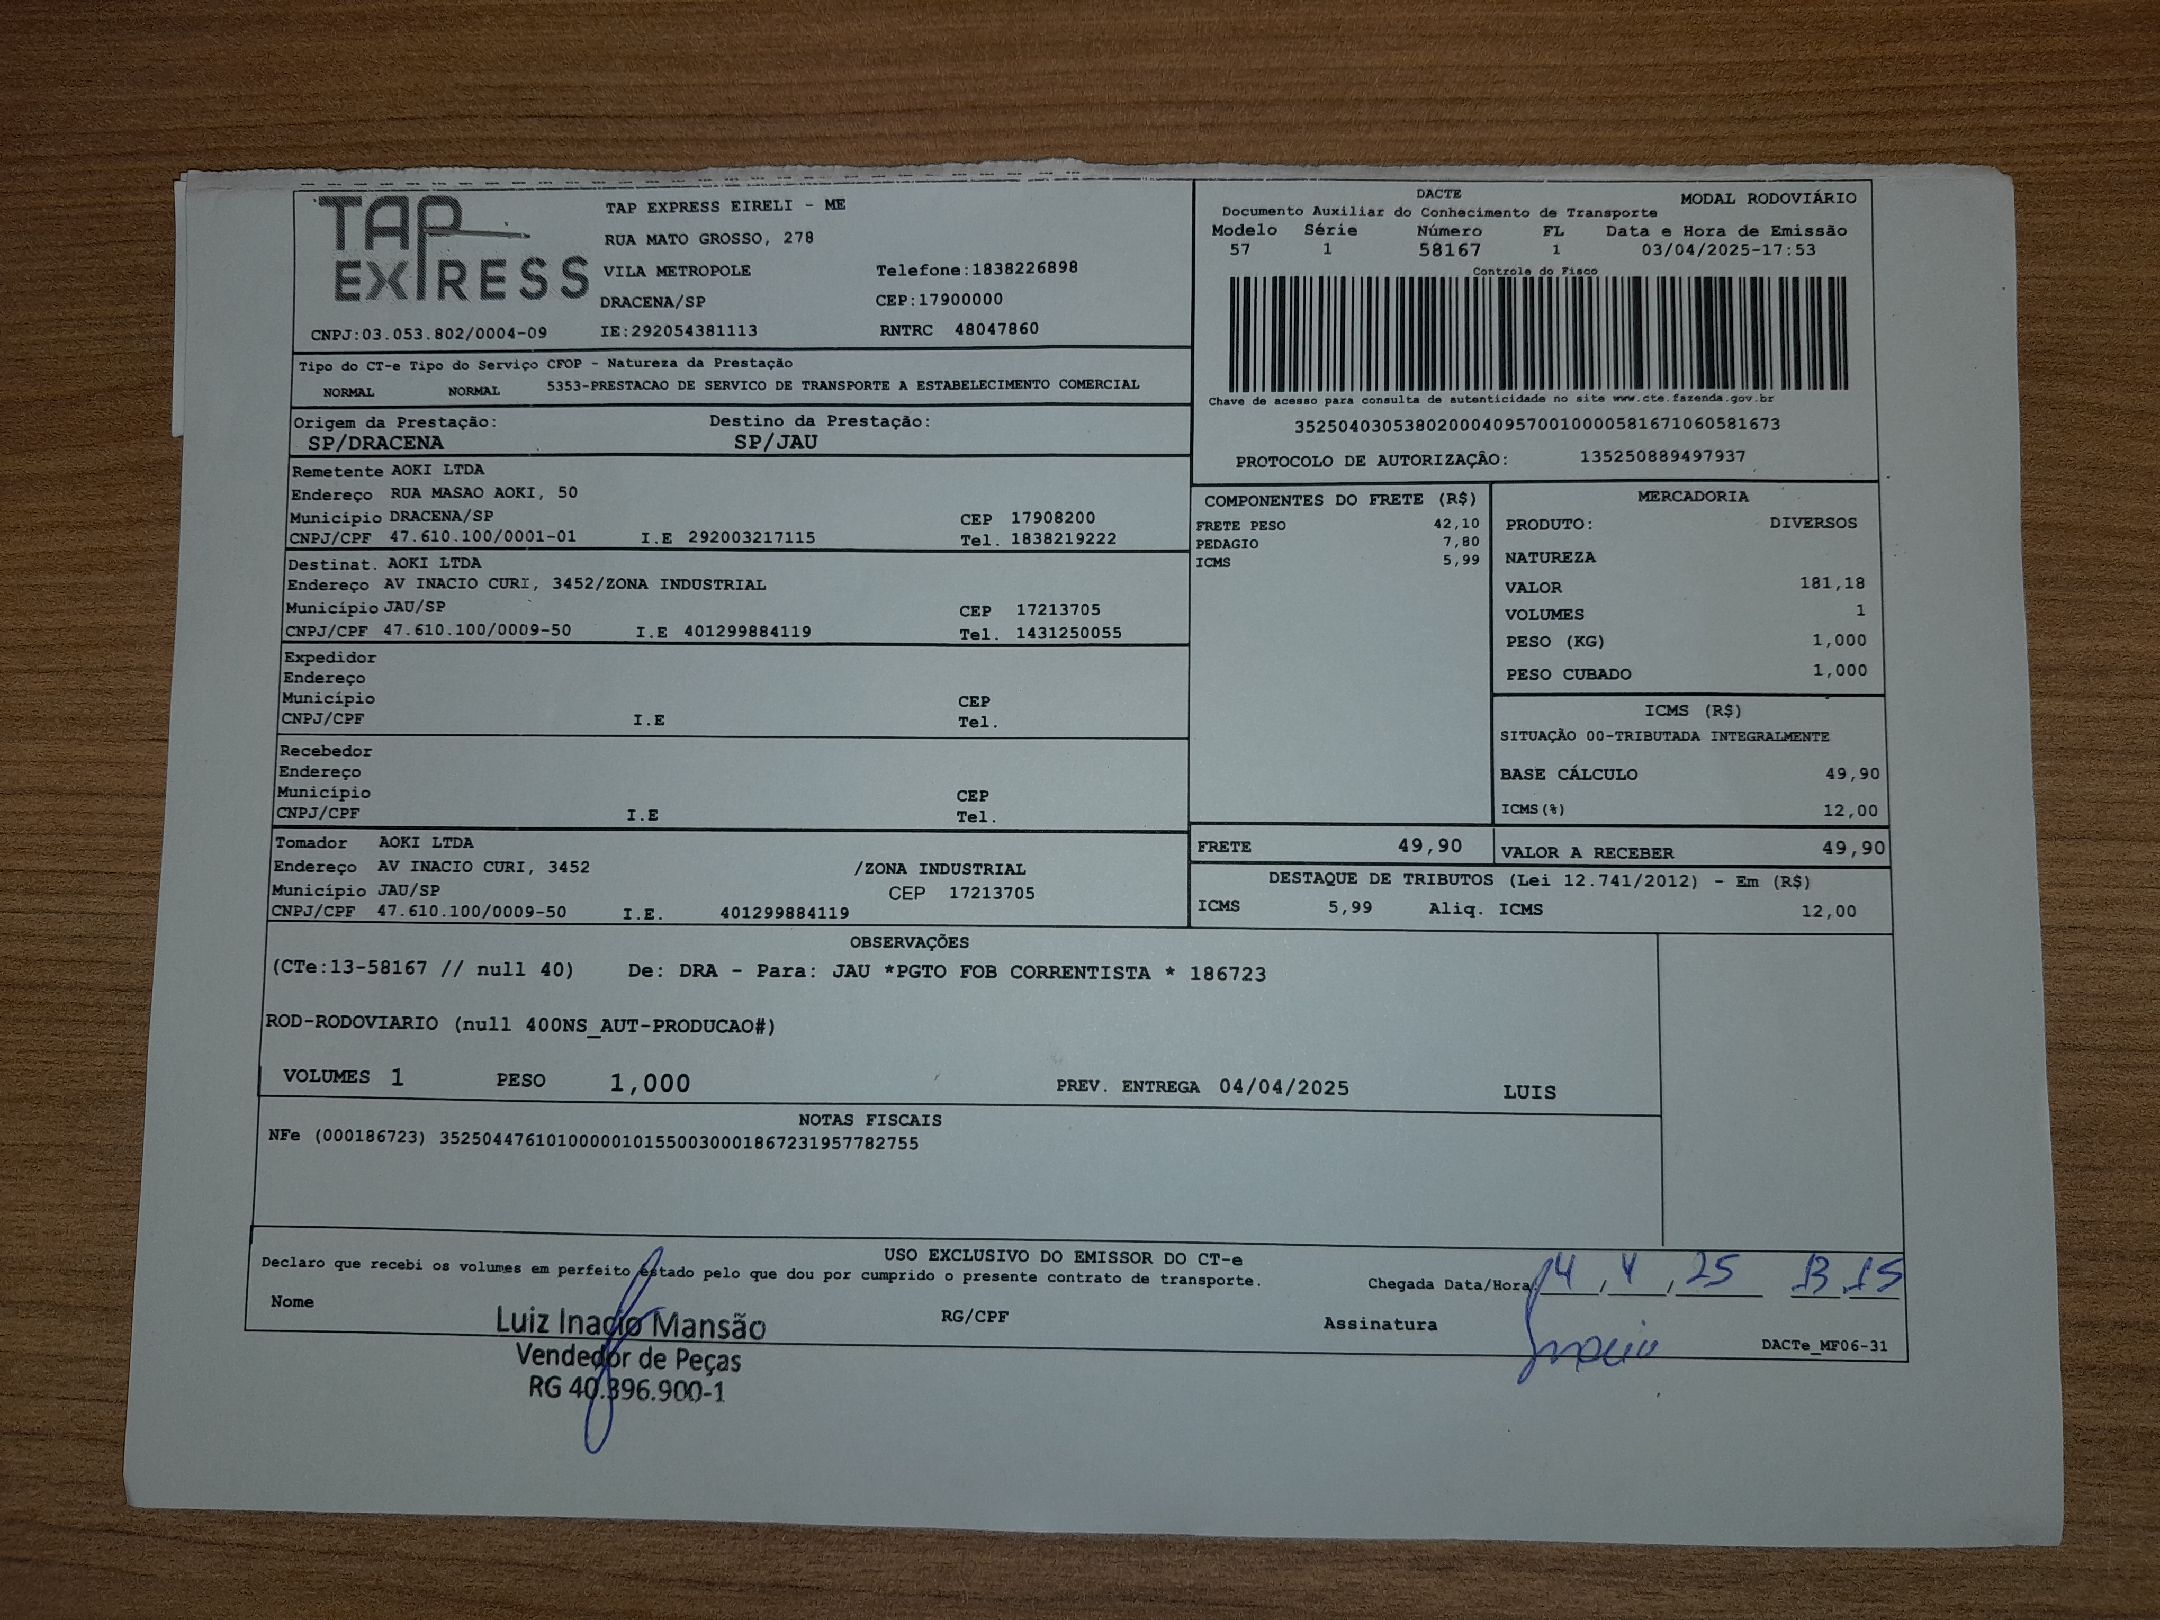 TAP EXPRESS
TAP EXPRESS EIRELI - ME
RUA MATO GROSSO, 278
VILA METROPOLE Telefone:1838226898
DRACENA/SP CEP:17900000
CNPJ:03.053.802/0004-09 IE:292054381113 RNTRC 48047860
DACTE MODAL RODOVIÁRIO
Documento Auxiliar do Conhecimento de Transporte
Modelo Série Número FL Data e Hora de Emissão
57 1 58167 1 03/04/2025-17:53
Controle do Fisco
Chave de acesso para consulta de autenticidade no site www.cte.fazenda.gov.br
35250403053802000409570010000581671060581673
PROTOCOLO DE AUTORIZAÇÂO: 135250889497937
Tipo do CT-e Tipo do Serviço CFOP - Natureza da Prestação
NORMAL NORMAL 5353-PRESTACAO DE SERVICO DE TRANSPORTE A ESTABELECIMENTO COMERCIAL
Origem da Prestação: Destino da Prestação:
SP/DRACENA SP/JAU
Remetente AOKI LTDA
Endereço RUA MASAO AOKI, 50
Município DRACENA/SP CEP 17908200
CNPJ/CPF 47.610.100/0001-01 I.E 292003217115 Tel. 1838219222
Destinat. AOKI LTDA
Endereço AV INACIO CURI, 3452/ZONA INDUSTRIAL
Município JAU/SP CEP 17213705
CNPJ/CPF 47.610.100/0009-50 I.E 401299884119 Tel. 1431250055
Expedidor
Endereço
Município CEP
CNPJ/CPF I.E Tel.
Recebedor
Endereço
Município CEP
CNPJ/CPF I.E Tel.
Tomador AOKI LTDA
Endereço AV INACIO CURI, 3452 /ZONA INDUSTRIAL
Município JAU/SP CEP 17213705
CNPJ/CPF 47.610.100/0009-50 I.E. 401299884119
COMPONENTES DO FRETE (R$)
FRETE PESO 42,10
PEDAGIO 7,80
ICMS 5,99
MERCADORIA
PRODUTO: DIVERSOS
NATUREZA
VALOR 181,18
VOLUMES 1
PESO (KG) 1,000
PESO CUBADO 1,000
ICMS (R$)
SITUAÇÃO 00-TRIBUTADA INTEGRALMENTE
BASE CÁLCULO 49,90
ICMS(%) 12,00
FRETE 49,90 VALOR A RECEBER 49,90
DESTAQUE DE TRIBUTOS (Lei 12.741/2012) - Em (R$)
ICMS 5,99 Aliq. ICMS 12,00
OBSERVAÇÕES
(CTe:13-58167 // null 40) De: DRA - Para: JAU *PGTO FOB CORRENTISTA * 186723
ROD-RODOVIARIO (null 400NS_AUT-PRODUCAO#)
VOLUMES 1 PESO 1,000 PREV. ENTREGA 04/04/2025 LUIS
NOTAS FISCAIS
NFe (000186723) 35250447610100000101550030001867231957782755
USO EXCLUSIVO DO EMISSOR DO CT-e
Declaro que recebi os volumes em perfeito estado pelo que dou por cumprido o presente contrato de transporte.
Chegada Data/Hora 04, 4, 25 13 15
Nome RG/CPF Assinatura
Luiz Inacio Mansão
Vendedor de Peças
RG 40.396.900-1
DACTe_MF06-31